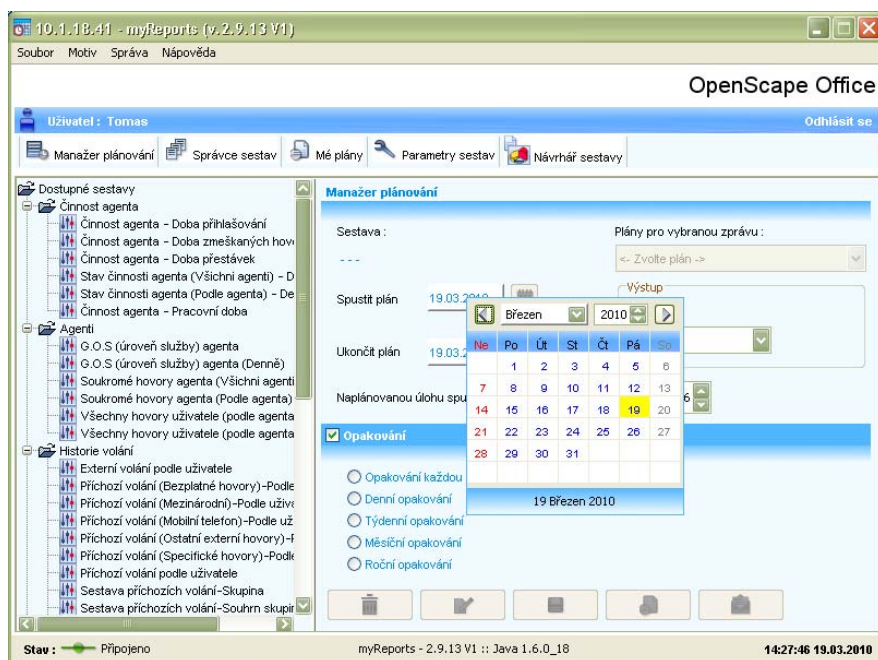 10.1.18.41 - myReports (v.2.9.13 V1)
Soubor Motiv Správa Nápověda
OpenScape Office
Uživatel : Tomas
Odhlásit se
Manažer plánování
Správce sestav
Mé plány
Parametry sestav
Návrhář sestavy
Dostupné sestavy
Činnost agenta
Činnost agenta - Doba přihlašování
Činnost agenta - Doba zmeškaných hov
Činnost agenta - Doba přestávek
Stav činnosti agenta (Všichni agenti) - D
Stav činnosti agenta (Podle agenta) - De
Činnost agenta - Pracovní doba
Agenti
G.O.S (úroveň služby) agenta
G.O.S (úroveň služby) agenta (Denně)
Soukromé hovory agenta (Všichni agenti
Soukromé hovory agenta (Podle agenta)
Všechny hovory uživatele (podle agenta
Všechny hovory uživatele (podle agenta
Historie volání
Externí volání podle uživatele
Příchozí volání (Bezplatné hovory)-Podle
Příchozí volání (Mezinárodní)-Podle uživa
Příchozí volání (Mobilní telefon)-Podle už
Příchozí volání (Ostatní externí hovory)-F
Příchozí volání (Specifické hovory)-Podle
Příchozí volání podle uživatele
Sestava příchozích volání-Skupina
Sestava příchozích volání-Souhrn skupir
Manažer plánování
Sestava :
- - -
Plány pro vybranou zprávu :
<- Zvolte plán ->
Spustit plán 19.03.2010
Výstup
Ukončit plán 19.03.2
Naplánovanou úlohu spu
6
Březen 2010
Ne Po Út St Čt Pá So
1 2 3 4 5 6
7 8 9 10 11 12 13
14 15 16 17 18 19 20
21 22 23 24 25 26 27
28 29 30 31
19 Březen 2010
Opakování
Opakování každou
Denní opakování
Týdenní opakování
Měsíční opakování
Roční opakování
Stav : Připojeno
myReports - 2.9.13 V1 :: Java 1.6.0_18
14:27:46 19.03.2010